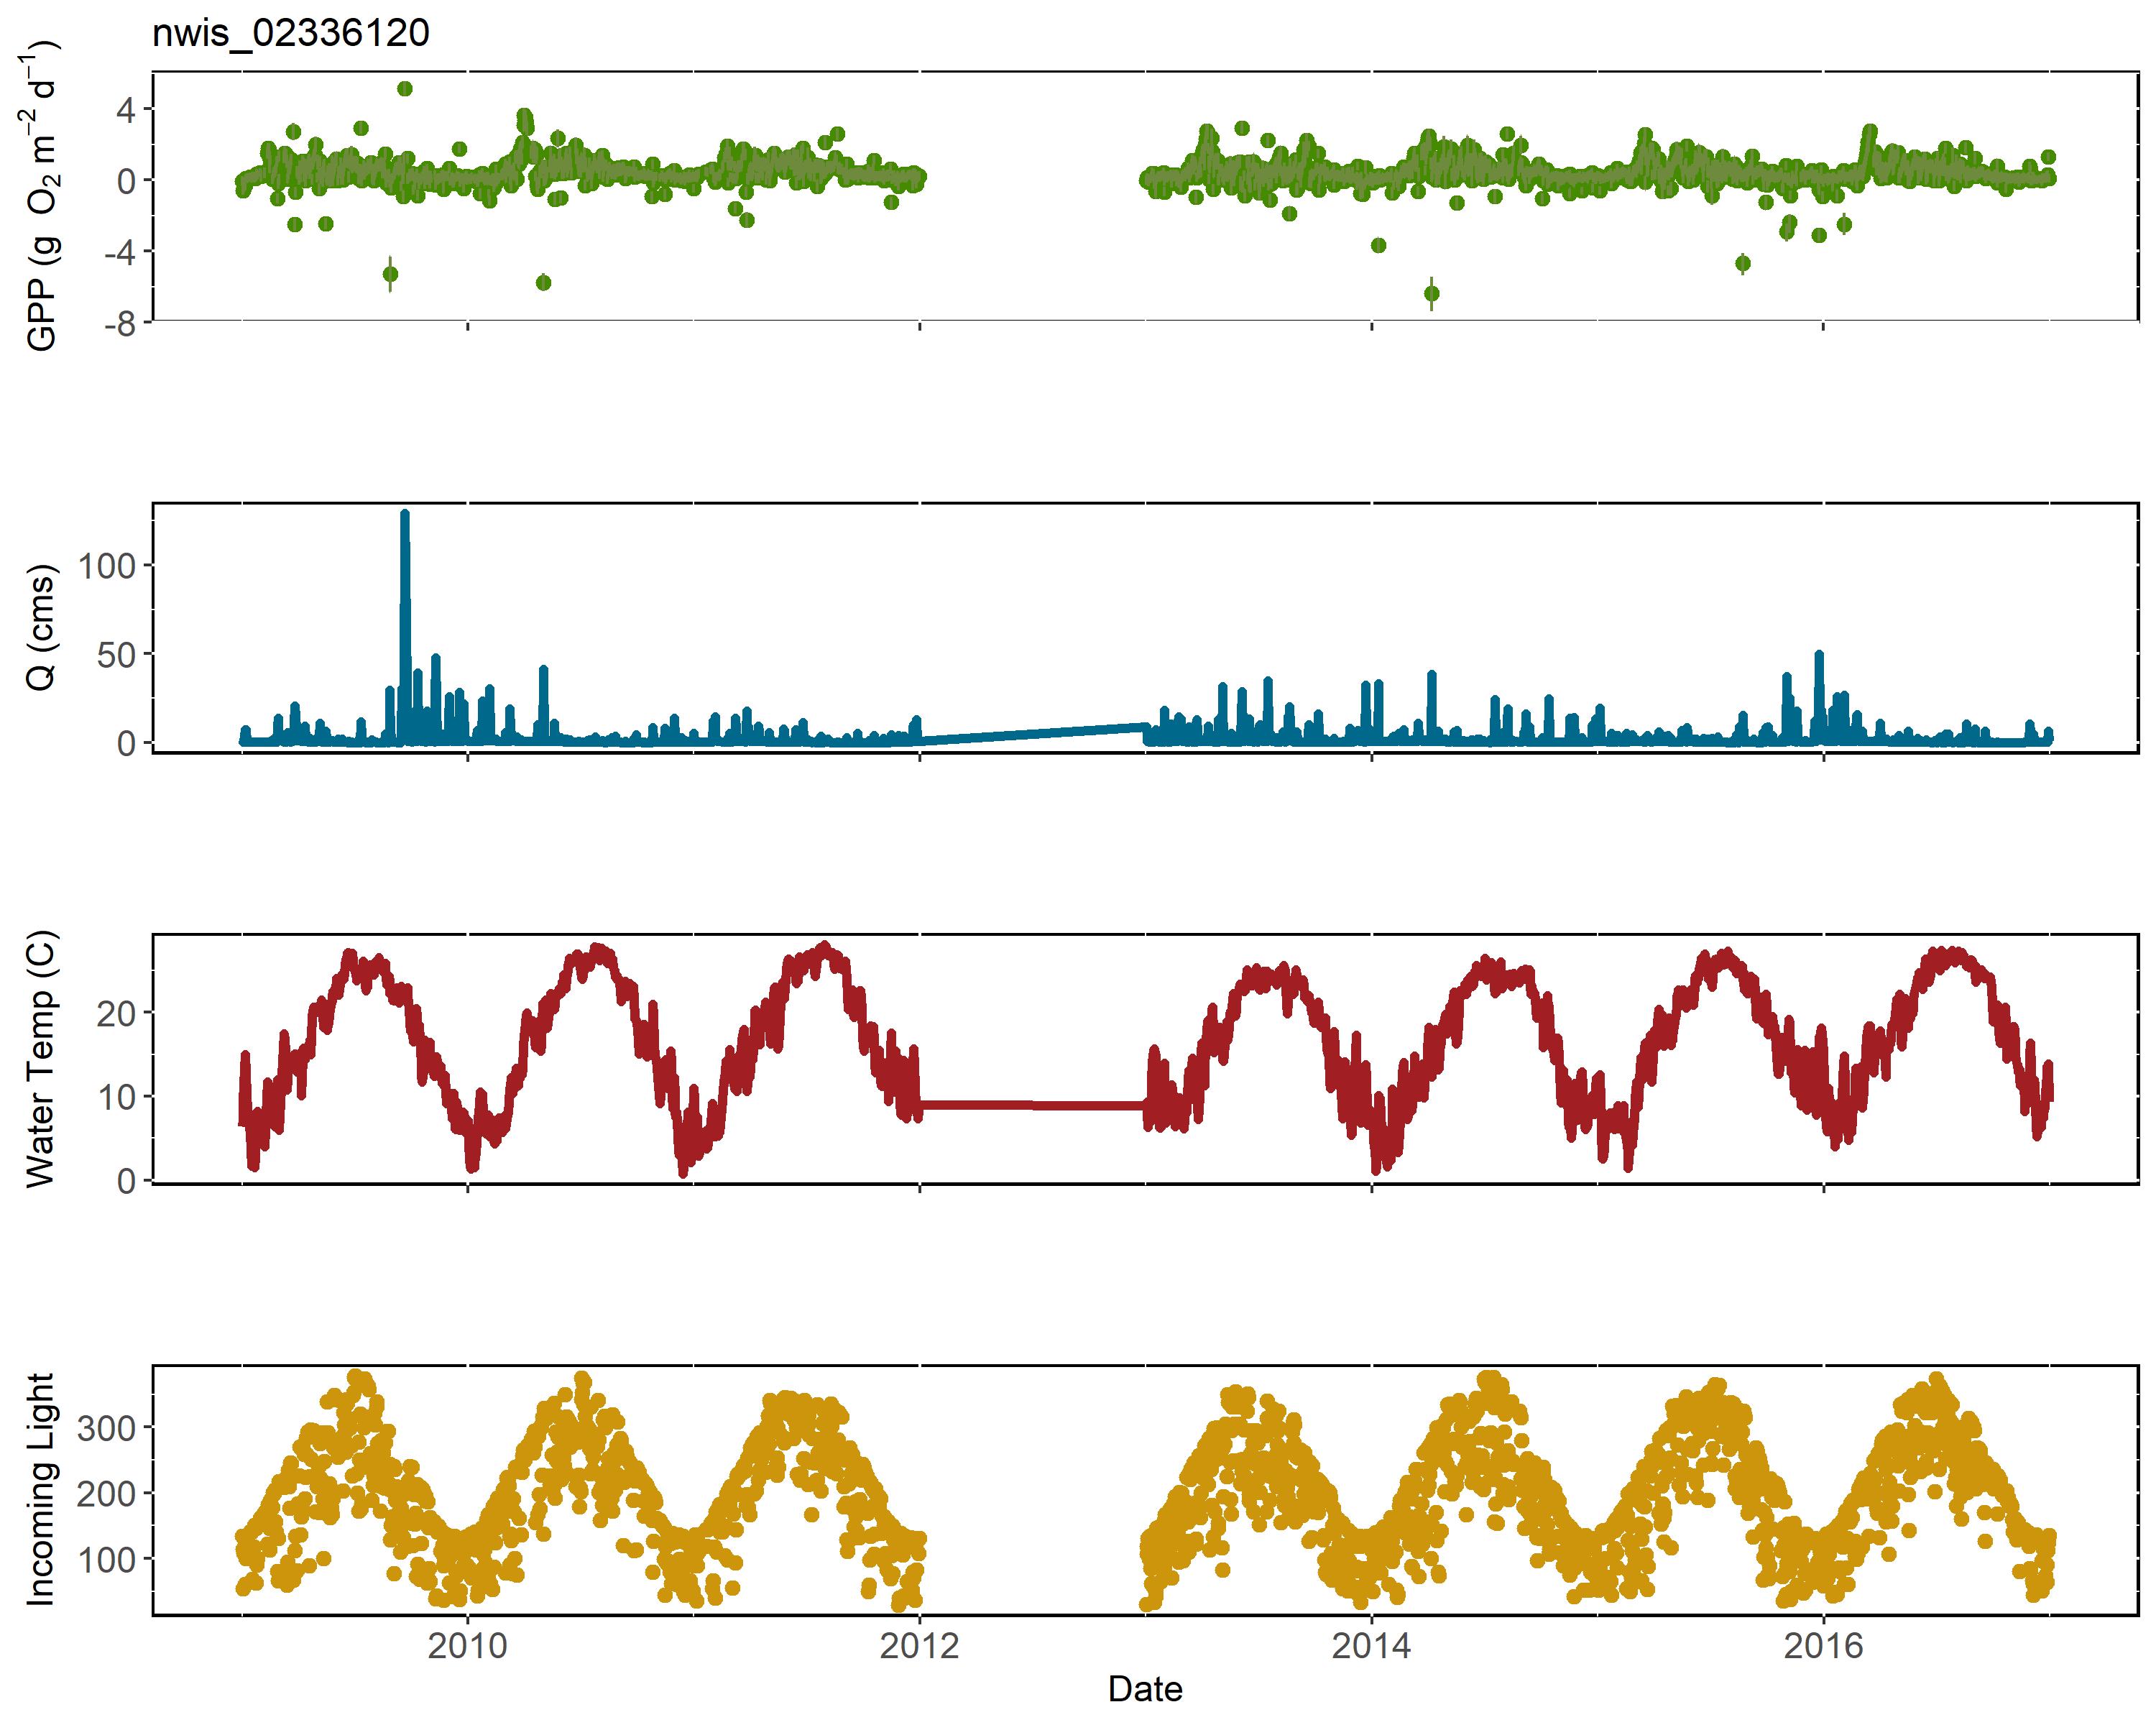 nwis_02336120
GPP (g O₂ m⁻² d⁻¹)
4
0
-4
-8
Q (cms)
100
50
0
Water Temp (C)
20
10
0
Incoming Light
300
200
100
2010 2012 2014 2016
Date